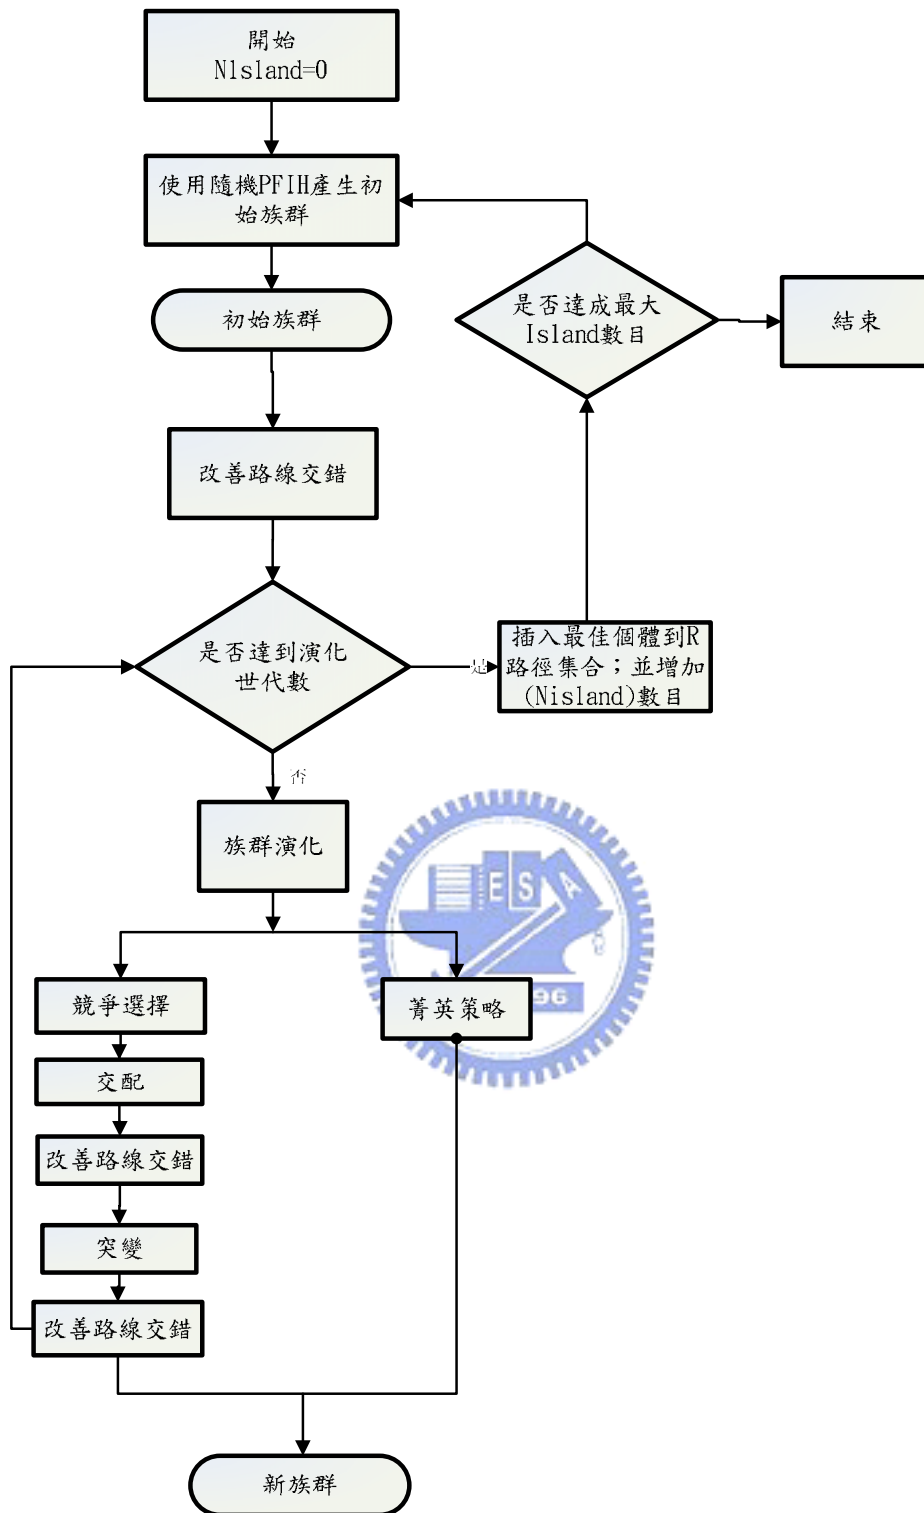 開始
N1sland=0
使用隨機PFIH產生初
始族群
初始族群
是否達成最大
Island數目
結束
改善路線交錯
是否達到演化
世代數
是
插入最佳個體到R
路徑集合；並增加
(Nisland)數目
否
族群演化
E S A
競爭選擇
菁英策略
96
交配
改善路線交錯
突變
改善路線交錯
新族群